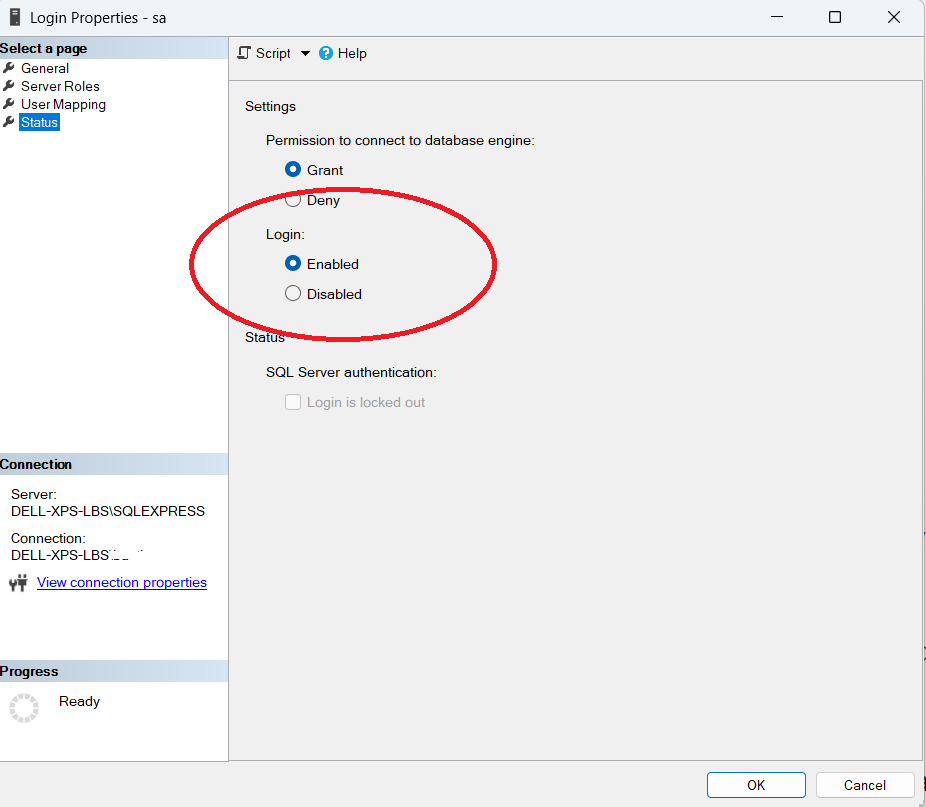 Login Properties - sa
Select a page
General
Server Roles
User Mapping
Status
Script
Help
Settings
Permission to connect to database engine:
Grant
Deny
Login:
Enabled
Disabled
Status
SQL Server authentication:
Login is locked out
Connection
Server:
DELL-XPS-LBS\SQLEXPRESS
Connection:
DELL-XPS-LBS
View connection properties
Progress
Ready
OK
Cancel